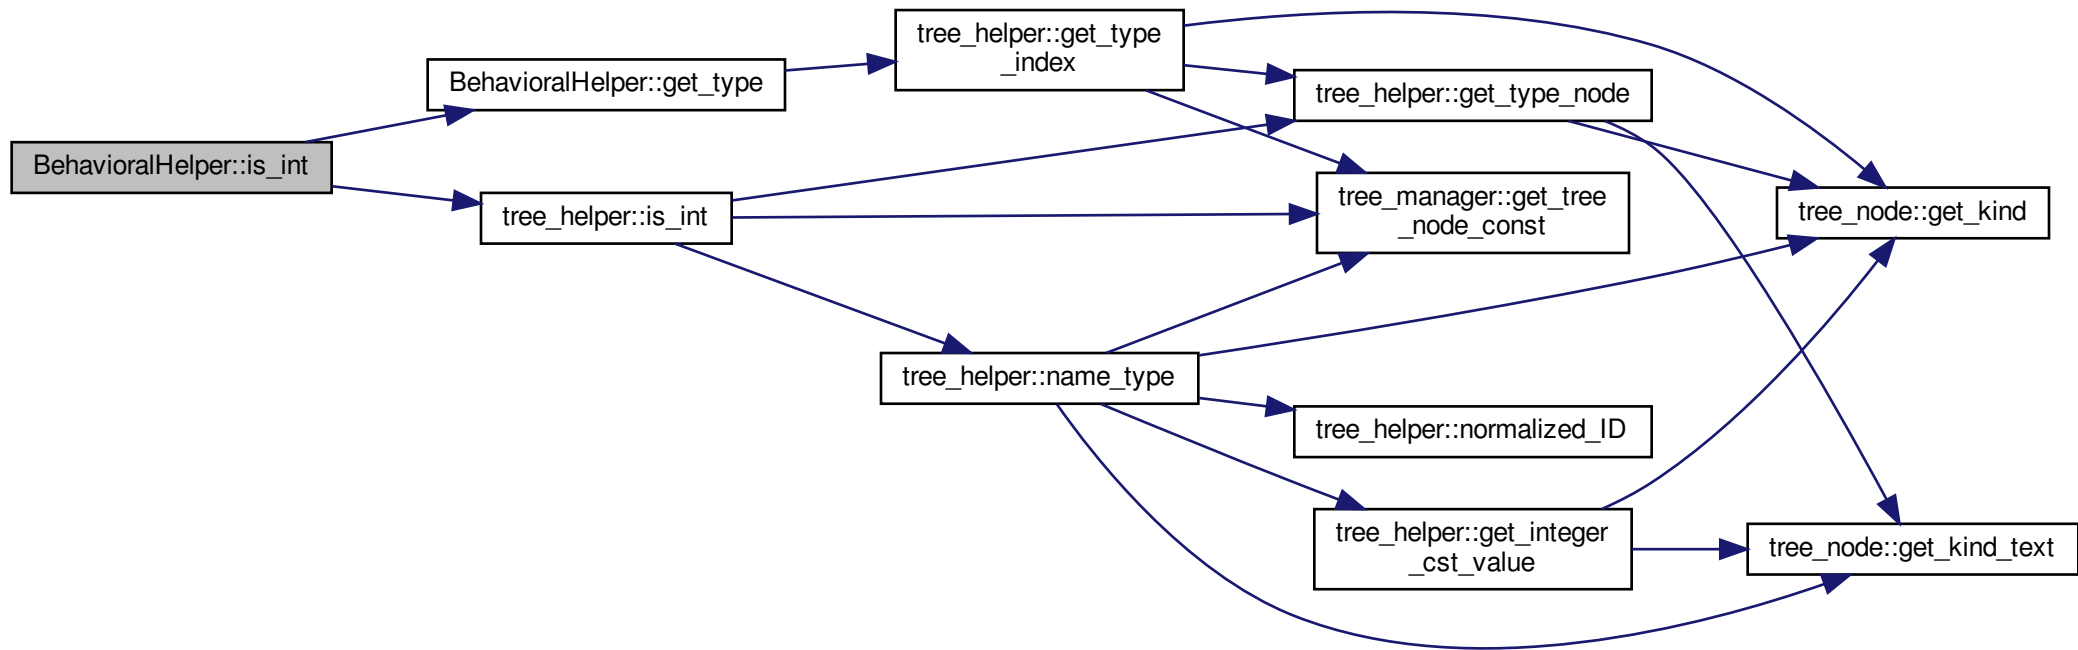 tree_helper::get_type
_index
BehavioralHelper::get_type
tree_helper::get_type_node
BehavioralHelper::is_int
tree_helper::is_int
tree_manager::get_tree
_node_const
tree_node::get_kind
tree_helper::name_type
tree_helper::normalized_ID
tree_helper::get_integer
_cst_value
tree_node::get_kind_text